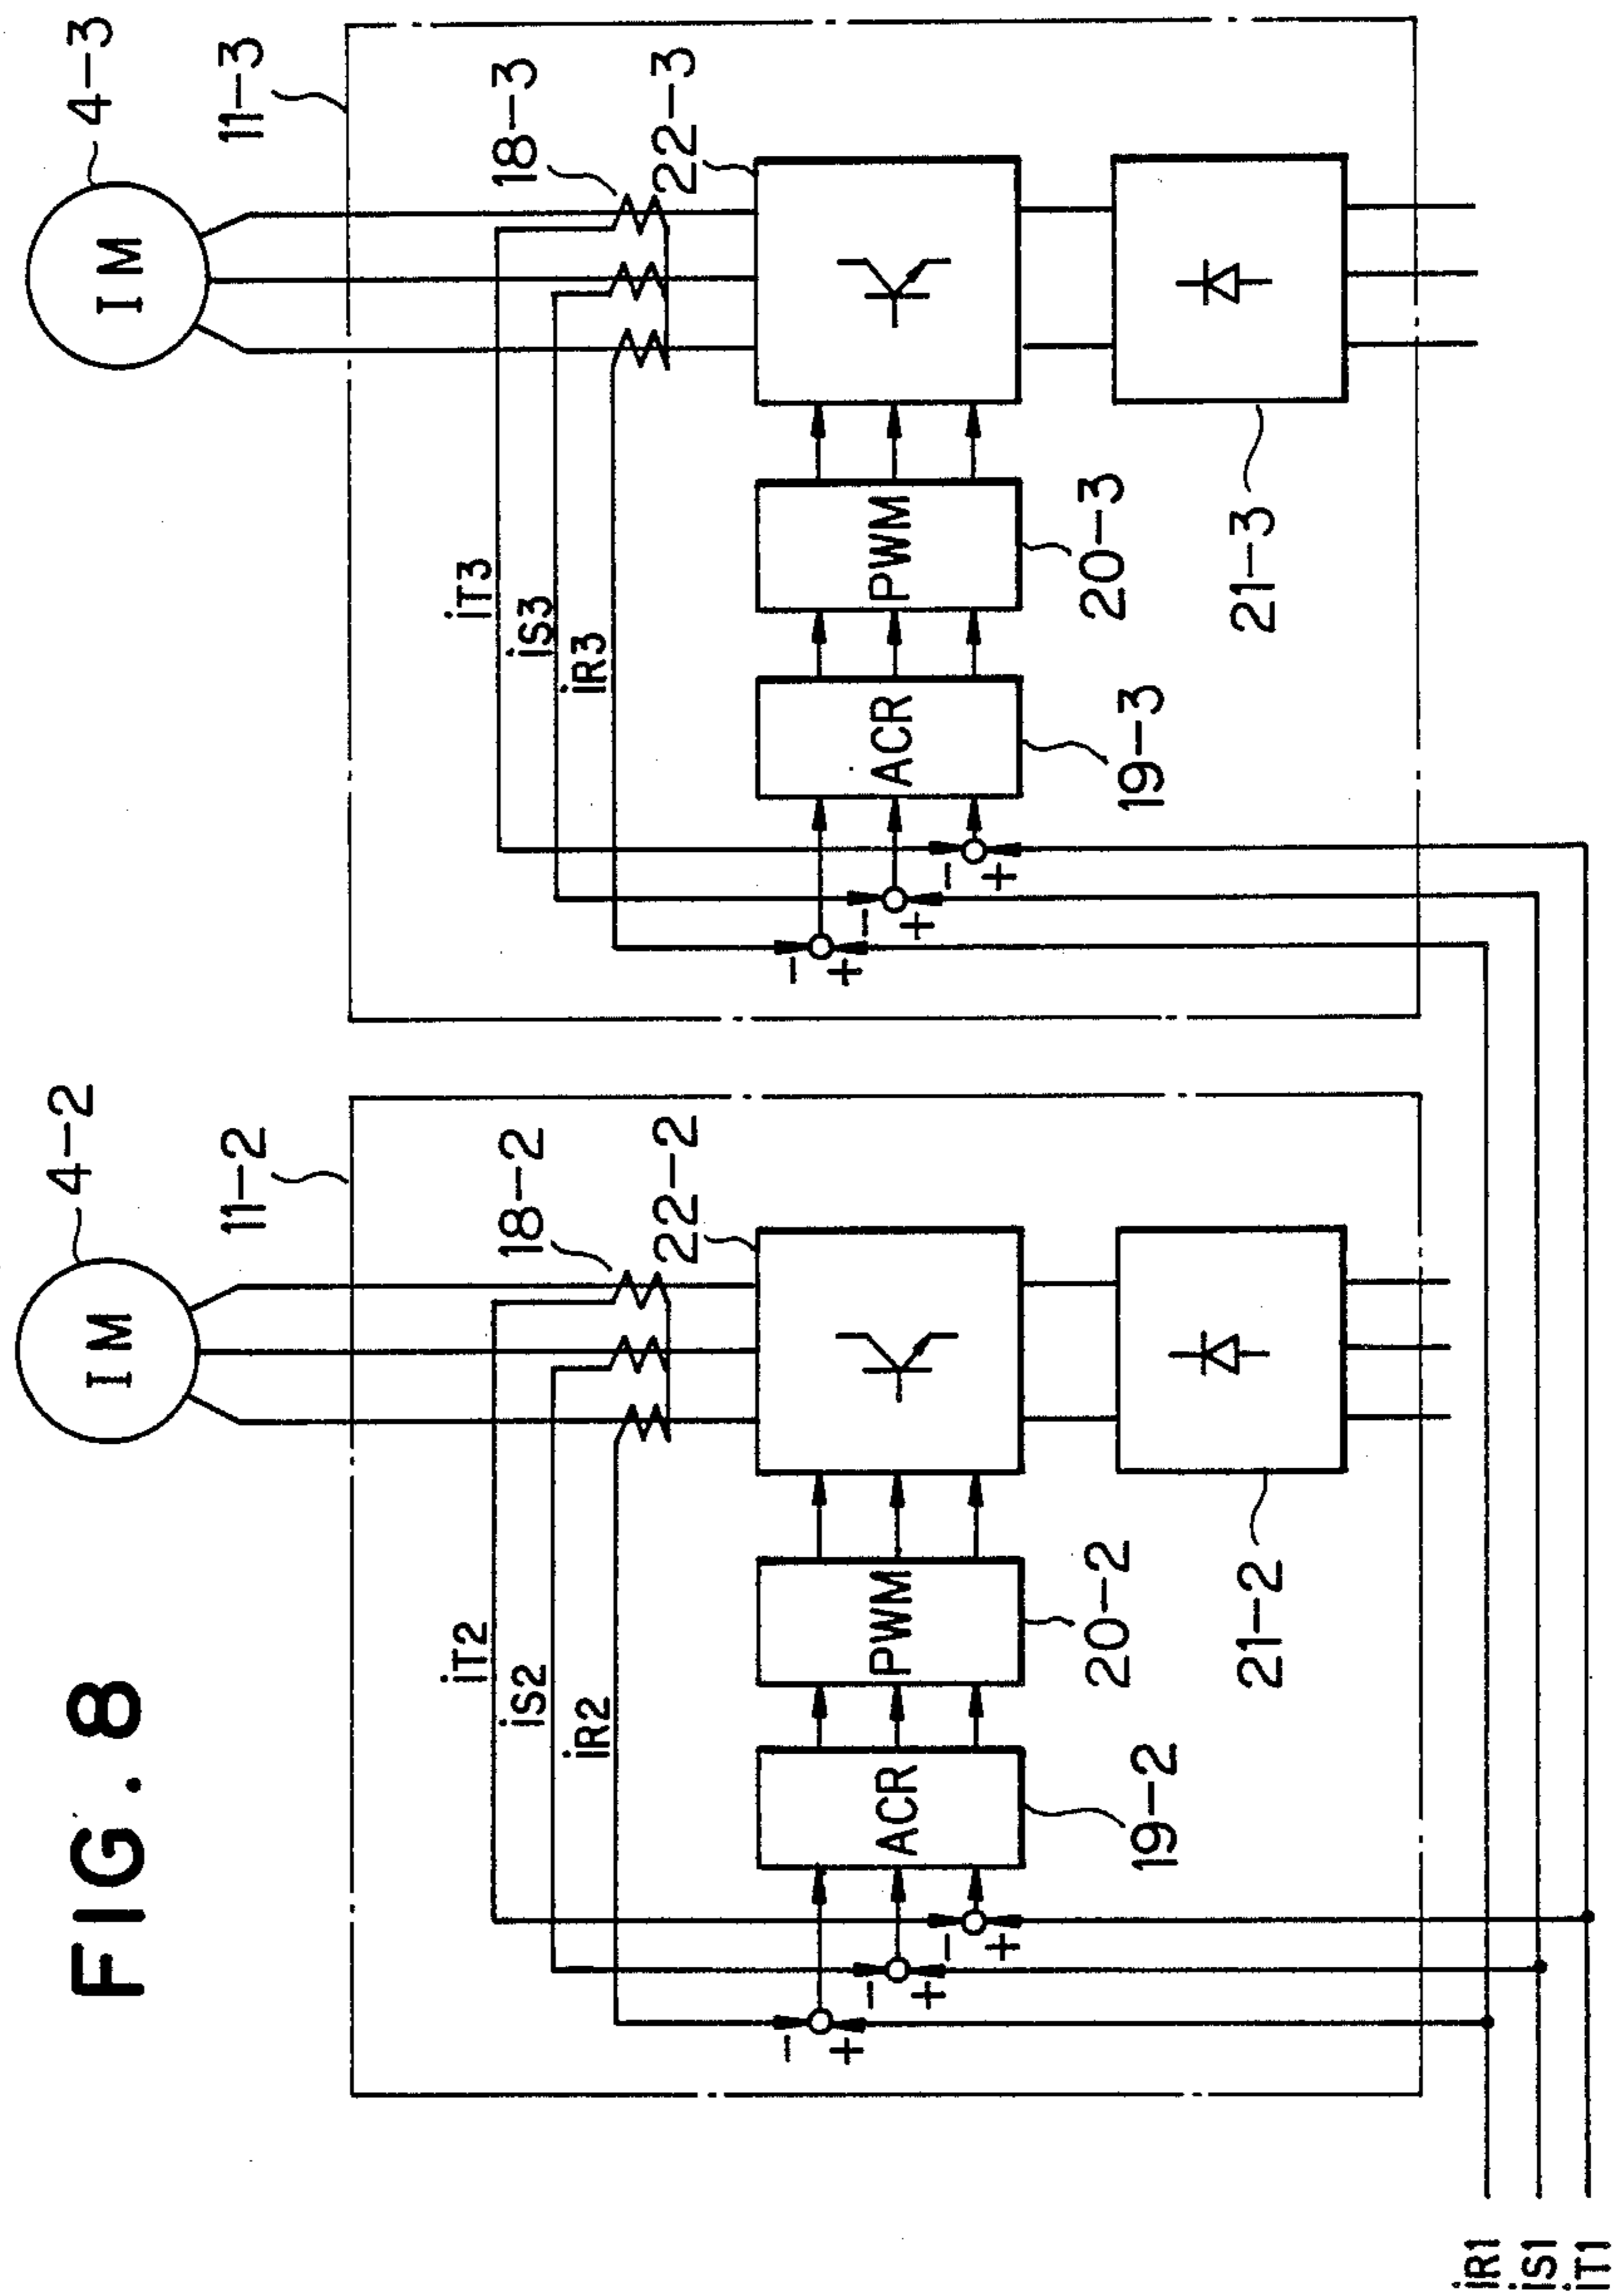 FIG. 8
4-2
IM
11-2
18-2
22-2
iT2
iS2
iR2
-
+
-
+
-
+
ACR
PWM
19-2
20-2
21-2
4-3
IM
11-3
18-3
22-3
iT3
iS3
iR3
-
+
-
+
-
+
ACR
PWM
19-3
20-3
21-3
iR1
iS1
iT1